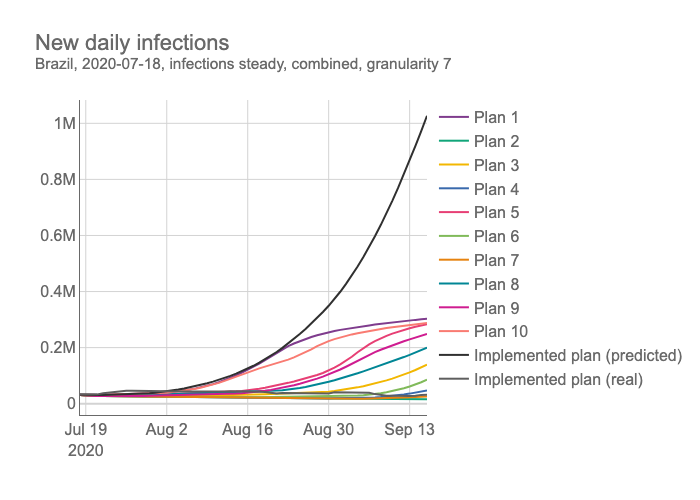 New daily infections
Brazil, 2020-07-18, infections steady, combined, granularity 7
1M
0.8M
0.6M
0.4M
0.2M
0
Jul 19
2020
Aug 2
Aug 16
Aug 30
Sep 13
Plan 1
Plan 2
Plan 3
Plan 4
Plan 5
Plan 6
Plan 7
Plan 8
Plan 9
Plan 10
Implemented plan (predicted)
Implemented plan (real)